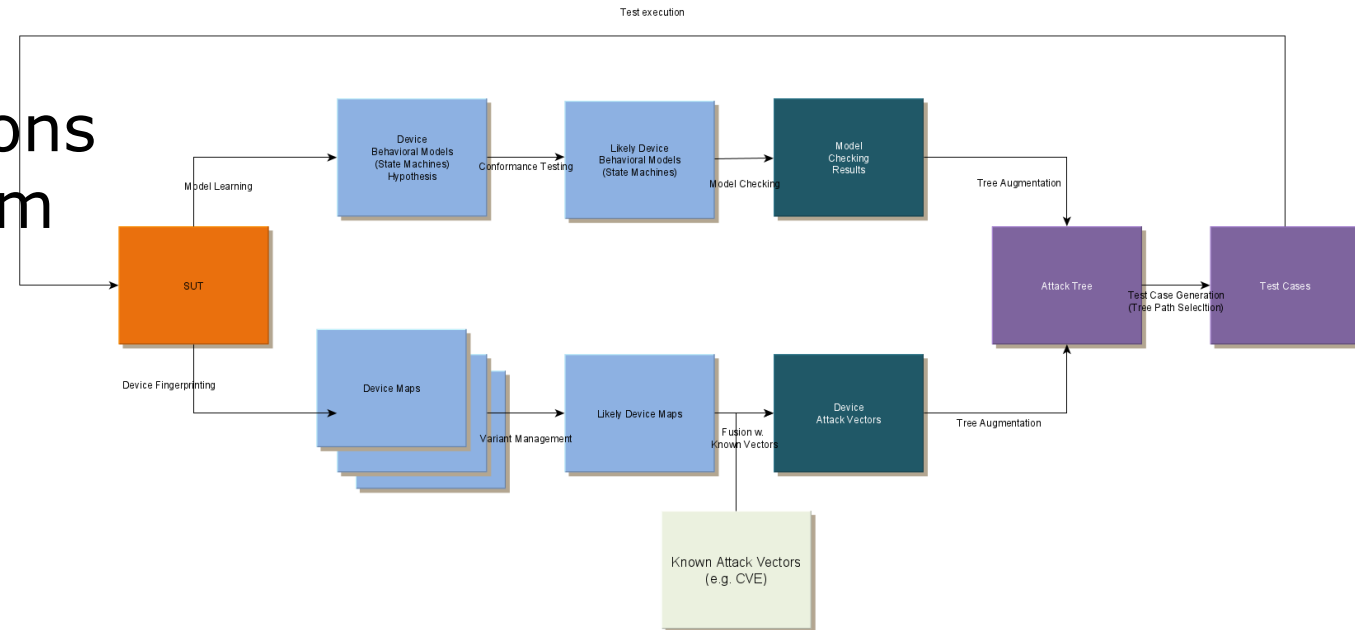 Test execution
ons
m
Device
Behavioral Models
(State Machines)
Hypothesis
Conformance Testing
Likely Device
Behavioral Models
(State Machines)
Model Checking
Model
Checking
Results
Model Learning
Tree Augmentation
SUT
Attack Tree
Test Case Generation
(Tree Path Selecltion)
Test Cases
Device Fingerprinting
Device Maps
Variant Management
Likely Device Maps
Fusion w.
Known Vectors
Device
Attack Vectors
Tree Augmentation
Known Attack Vectors
(e.g. CVE)